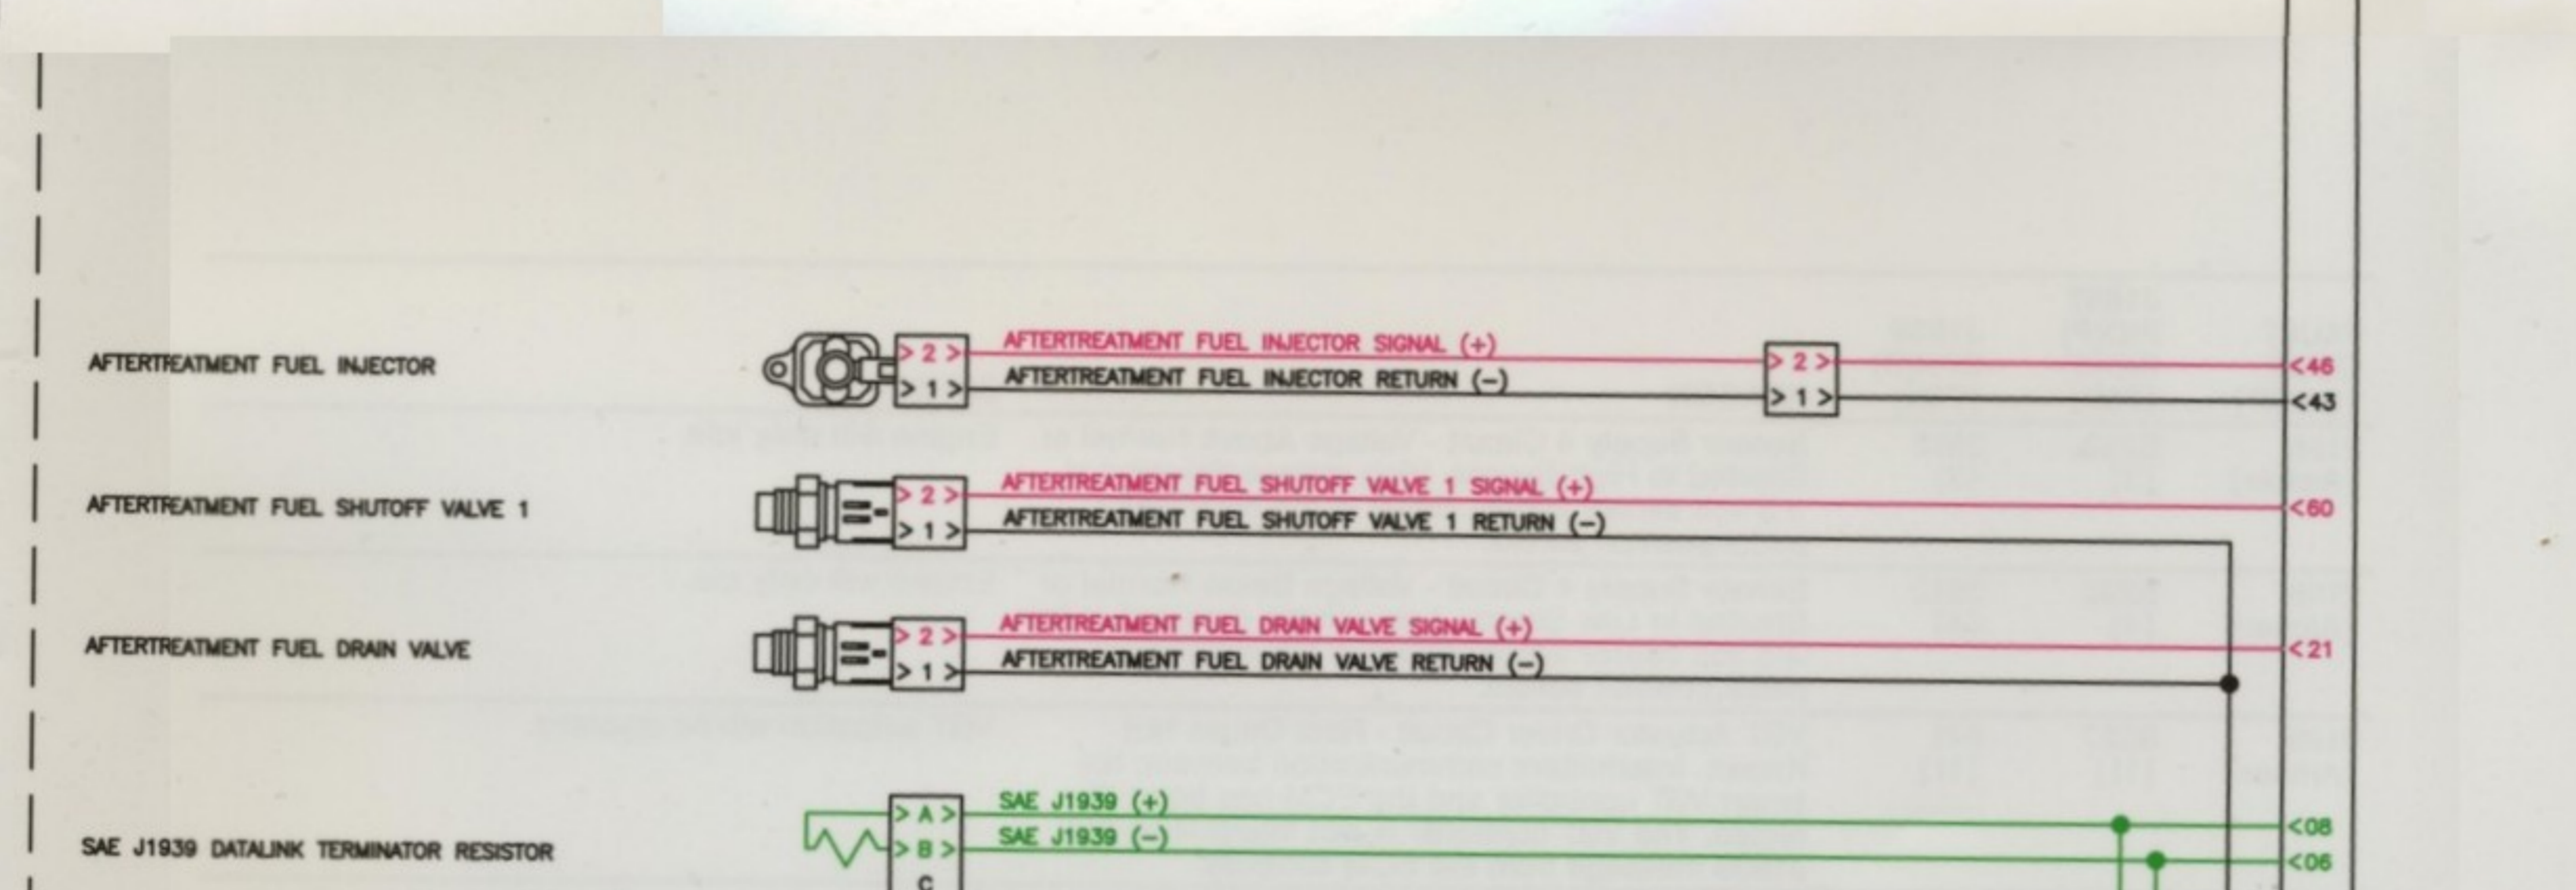 AFTERTREATMENT FUEL INJECTOR
> 2 >
AFTERTREATMENT FUEL INJECTOR SIGNAL (+)
> 2 >
<46
> 1 >
AFTERTREATMENT FUEL INJECTOR RETURN (-)
> 1 >
<43
AFTERTREATMENT FUEL SHUTOFF VALVE 1
> 2 >
AFTERTREATMENT FUEL SHUTOFF VALVE 1 SIGNAL (+)
<60
> 1 >
AFTERTREATMENT FUEL SHUTOFF VALVE 1 RETURN (-)
AFTERTREATMENT FUEL DRAIN VALVE
> 2 >
AFTERTREATMENT FUEL DRAIN VALVE SIGNAL (+)
<21
> 1 >
AFTERTREATMENT FUEL DRAIN VALVE RETURN (-)
SAE J1939 DATALINK TERMINATOR RESISTOR
> A >
SAE J1939 (+)
<08
> B >
SAE J1939 (-)
<06
C